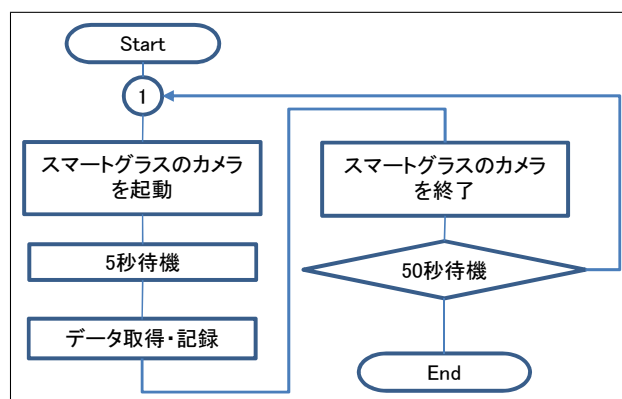 Start
1
スマートグラスのカメラ
を起動
5秒待機
データ取得・記録
スマートグラスのカメラ
を終了
50秒待機
End